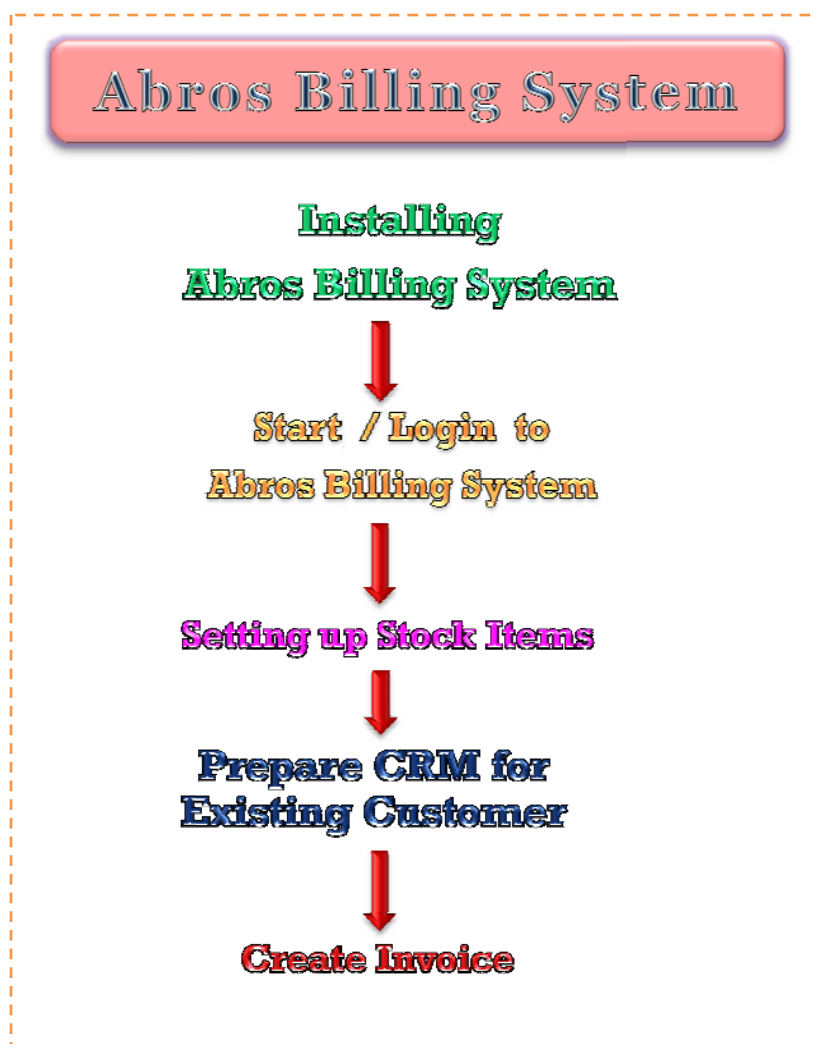 Abros Billing System
Installing
Abros Billing System
Start / Login to
Abros Billing System
Setting up Stock Items
Prepare CRM for
Existing Customer
Create Invoice